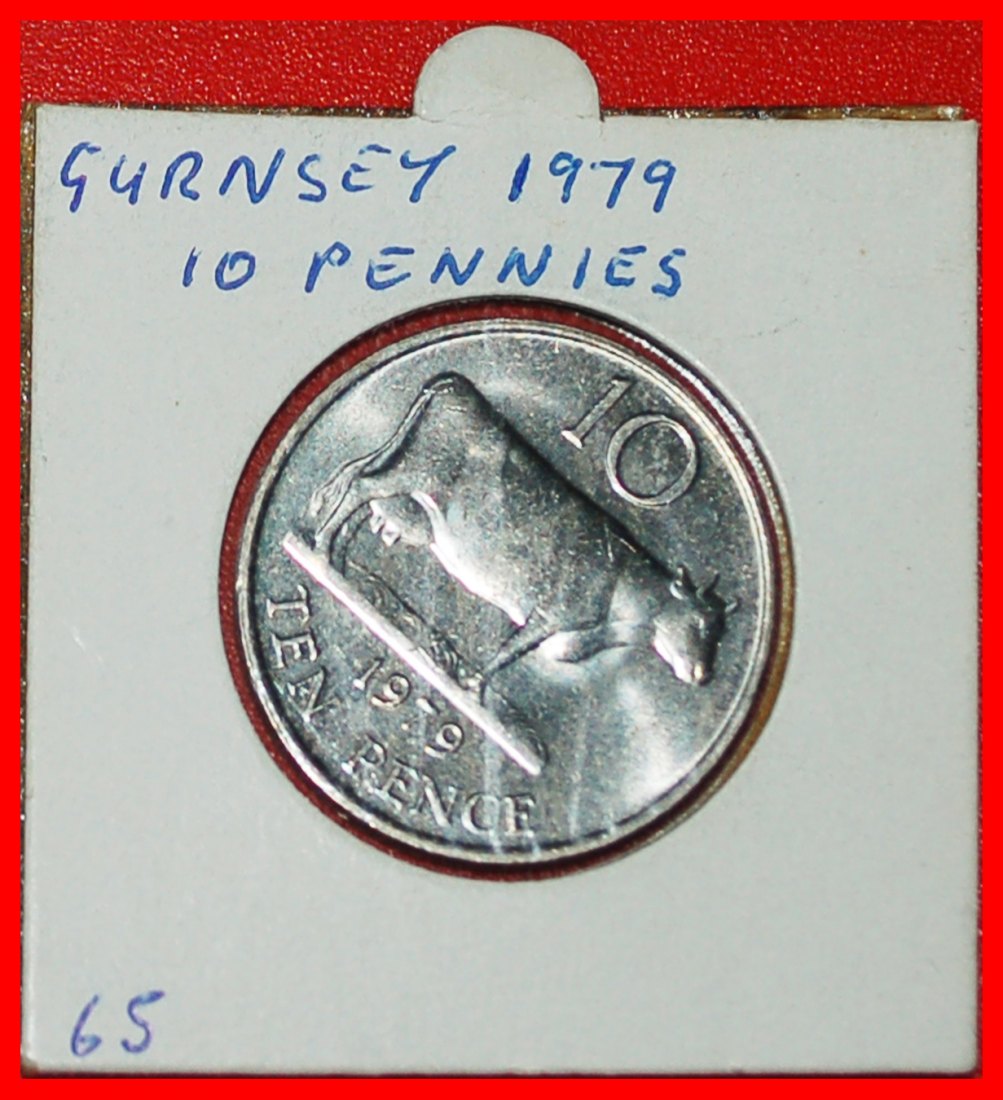 GURNSEY 1979
10 PENNIES
10
1979
TEN PENCE
65